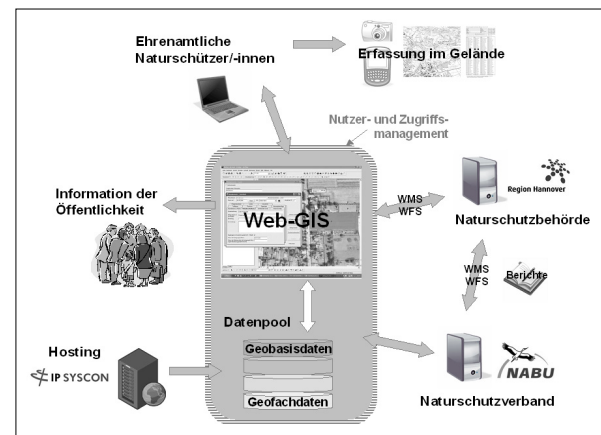 Ehrenamtliche
Naturschützer/-innen
Erfassung im Gelände
Nutzer- und Zugriffs-
management
Information der
Öffentlichkeit
Web-GIS
WMS
WFS
Region Hannover
Naturschutzbehörde
WMS
WFS
Berichte
Datenpool
Geobasisdaten
Geofachdaten
Hosting
IP SYSCON
NABU
Naturschutzverband